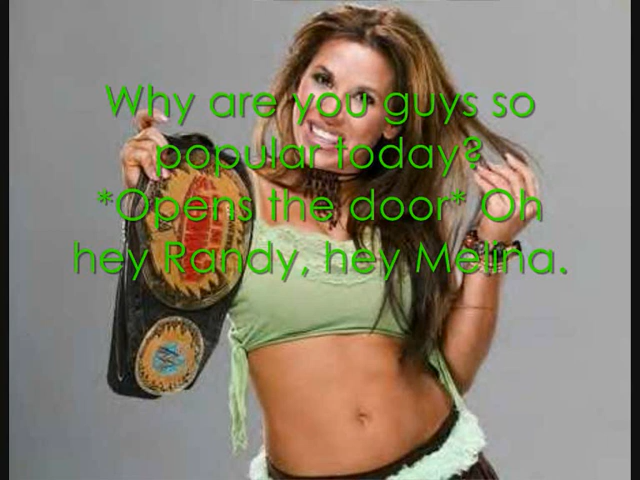 Why are you guys so
popular today?
*Opens the door* Oh
hey Randy, hey Melina.